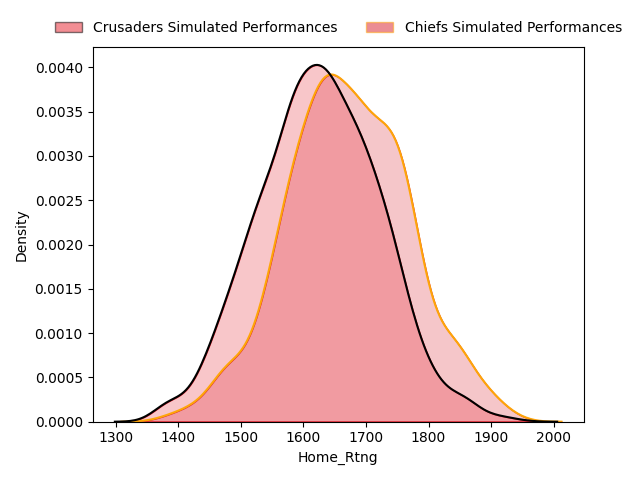 Crusaders Simulated Performances Chiefs Simulated Performances
0.0040
0.0035
0.0030
0.0025
0.0020
0.0015
0.0010
0.0005
0.0000
Density
1300 1400 1500 1600 1700 1800 1900 2000
Home_Rtng